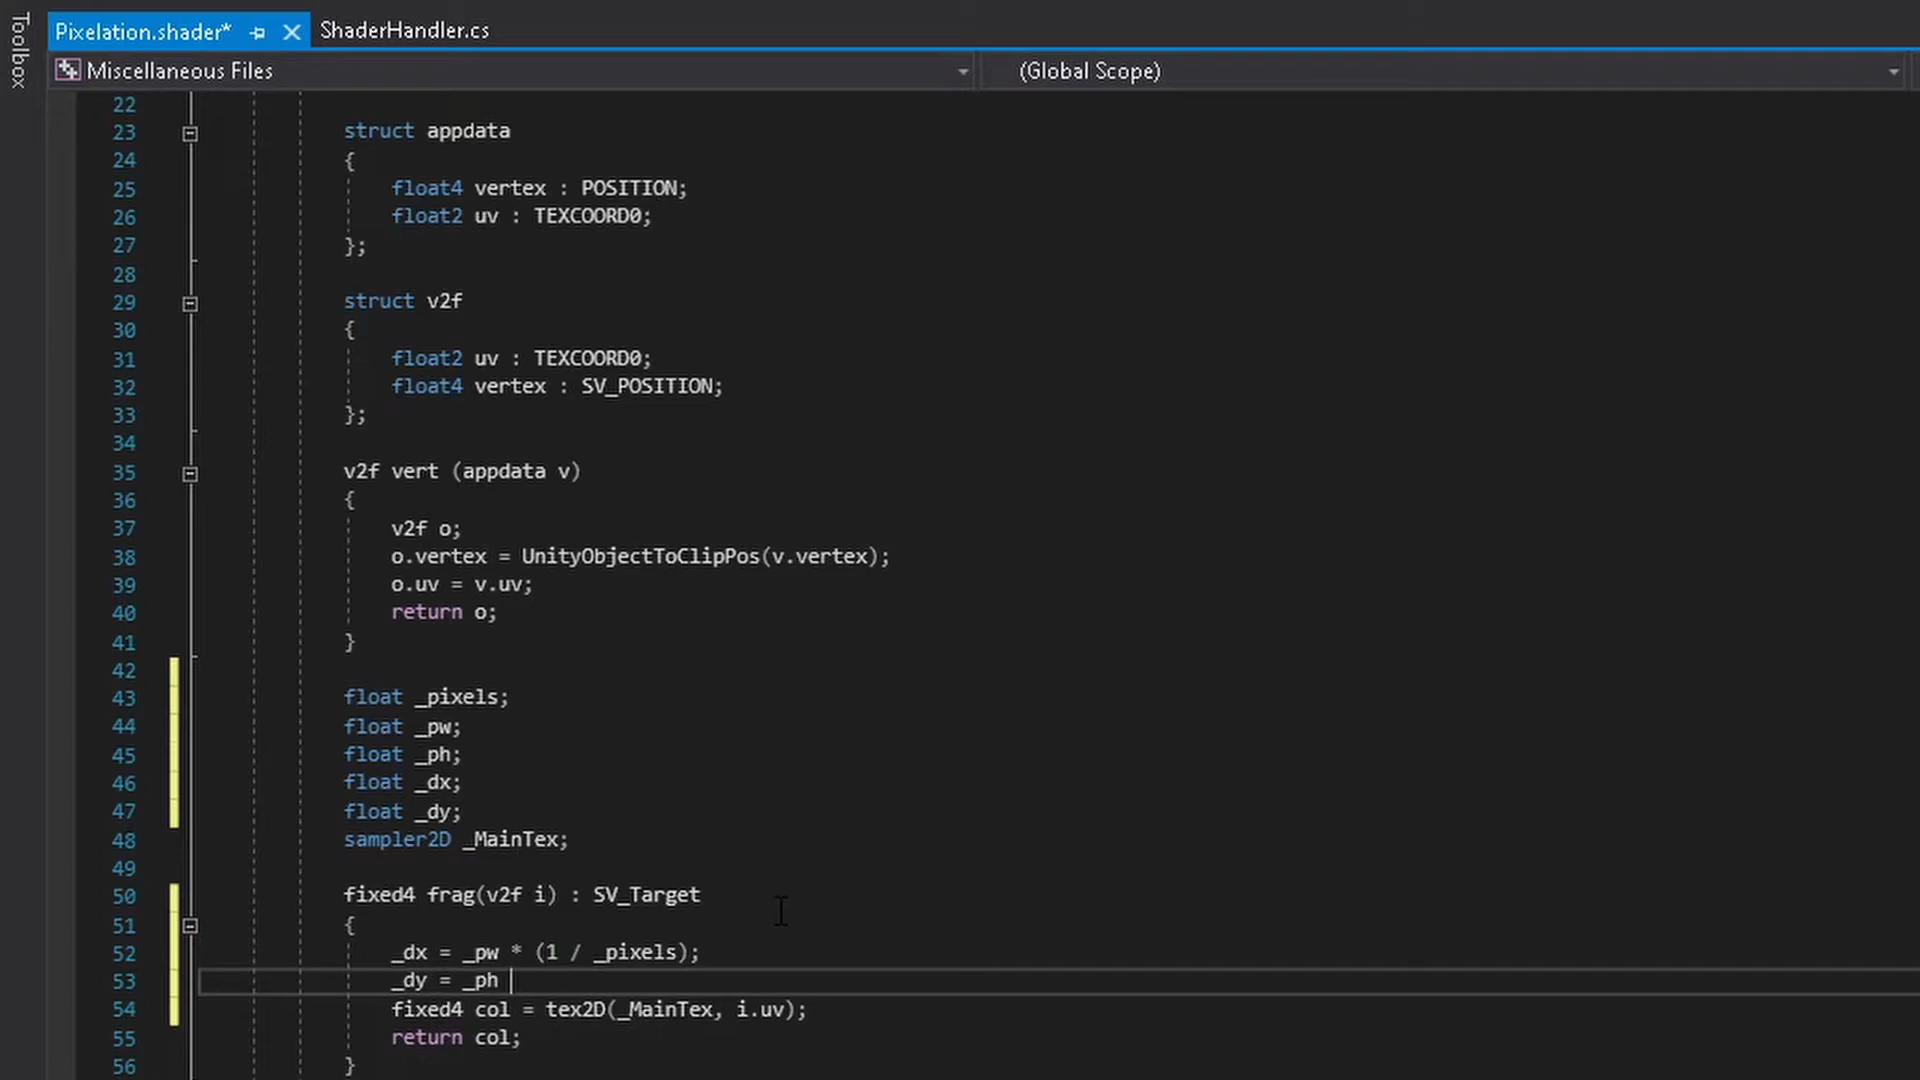 Toolbox
Pixelation.shader*
ShaderHandler.cs
Miscellaneous Files
(Global Scope)
22
23 struct appdata
24 {
25 float4 vertex : POSITION;
26 float2 uv : TEXCOORD0;
27 };
28
29 struct v2f
30 {
31 float2 uv : TEXCOORD0;
32 float4 vertex : SV_POSITION;
33 };
34
35 v2f vert (appdata v)
36 {
37 v2f o;
38 o.vertex = UnityObjectToClipPos(v.vertex);
39 o.uv = v.uv;
40 return o;
41 }
42
43 float _pixels;
44 float _pw;
45 float _ph;
46 float _dx;
47 float _dy;
48 sampler2D _MainTex;
49
50 fixed4 frag(v2f i) : SV_Target
51 {
52 _dx = _pw * (1 / _pixels);
53 _dy = _ph
54 fixed4 col = tex2D(_MainTex, i.uv);
55 return col;
56 }